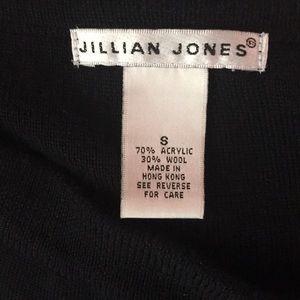 JILLIAN JONES®
S
70% ACRYLIC
30% WOOL
MADE IN
HONG KONG
SEE REVERSE
FOR CARE